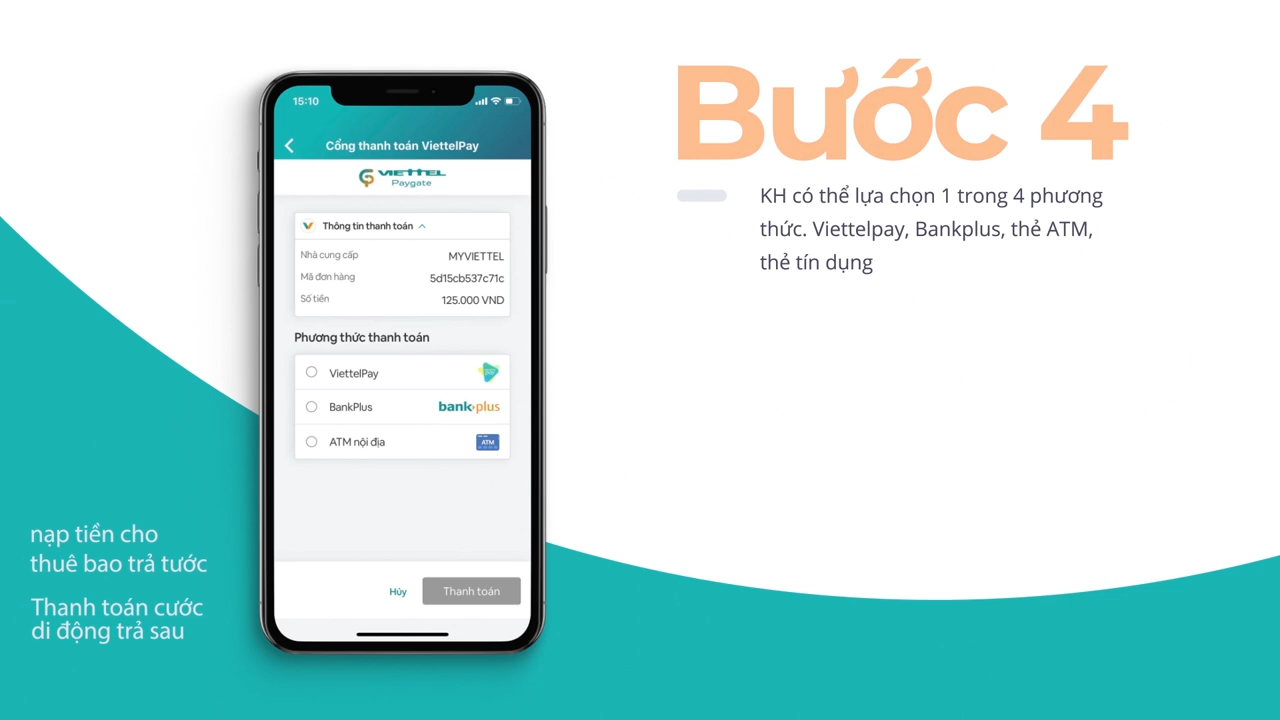 Bước 4
KH có thể lựa chọn 1 trong 4 phương
thức. Viettelpay, Bankplus, thẻ ATM,
thẻ tín dụng
15:10
Cổng thanh toán ViettelPay
VIETTEL
Paygate
Thông tin thanh toán
Nhà cung cấp MYVIETTEL
Mã đơn hàng 5d15cb537c71c
Số tiền 125.000 VND
Phương thức thanh toán
ViettelPay
BankPlus bank+plus
ATM nội địa ATM
Hủy Thanh toán
nạp tiền cho
thuê bao trả tước
Thanh toán cước
di động trả sau